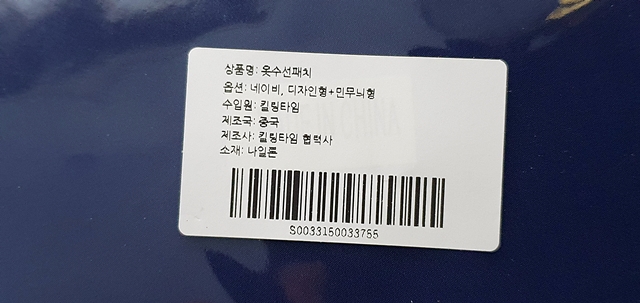 상품명: 옷수선패치
옵션: 네이비, 디자인형+민무늬형
수입원: 킬링타임
제조국: 중국
제조사: 킬링타임 협력사
소재: 나일론
S0033150033755